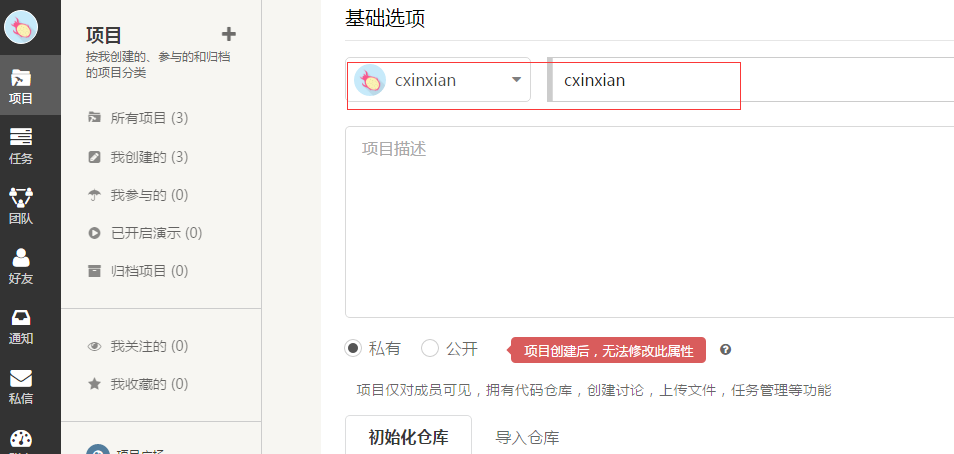 项目
任务
团队
好友
通知
私信
项目
按我创建的、参与的和归档
的项目分类
所有项目 (3)
我创建的 (3)
我参与的 (0)
已开启演示 (0)
归档项目 (0)
我关注的 (0)
我收藏的 (0)
项目广场
基础选项
cxinxian
cxinxian
项目描述
私有 公开 项目创建后，无法修改此属性
项目仅对成员可见，拥有代码仓库，创建讨论，上传文件，任务管理等功能
初始化仓库 导入仓库